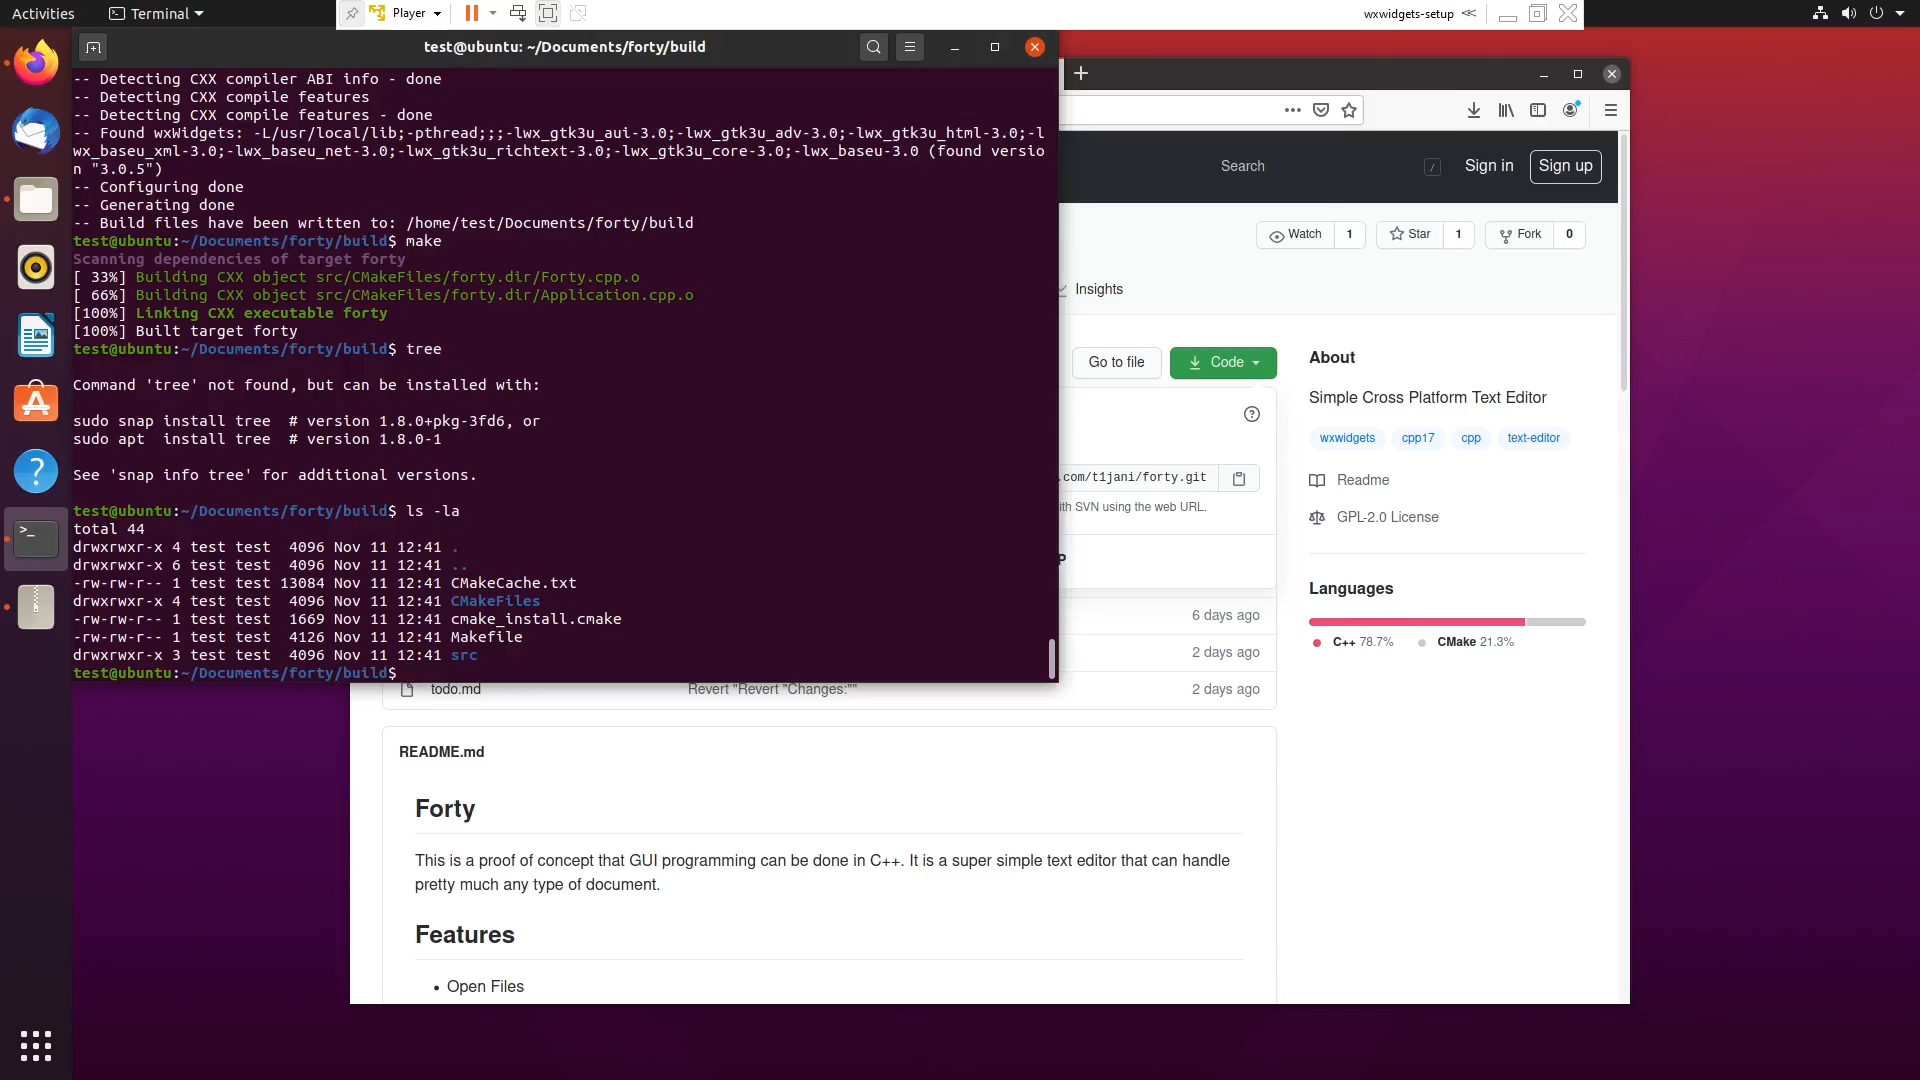 Activities
Terminal
Player
wxwidgets-setup
test@ubuntu: ~/Documents/forty/build
-- Detecting CXX compiler ABI info - done
-- Detecting CXX compile features
-- Detecting CXX compile features - done
-- Found wxWidgets: -L/usr/local/lib;-pthread;;;-lwx_gtk3u_aui-3.0;-lwx_gtk3u_adv-3.0;-lwx_gtk3u_html-3.0;-l
wx_baseu_xml-3.0;-lwx_baseu_net-3.0;-lwx_gtk3u_richtext-3.0;-lwx_gtk3u_core-3.0;-lwx_baseu-3.0 (found versio
n "3.0.5")
-- Configuring done
-- Generating done
-- Build files have been written to: /home/test/Documents/forty/build
test@ubuntu:~/Documents/forty/build$ make
Scanning dependencies of target forty
[ 33%] Building CXX object src/CMakeFiles/forty.dir/Forty.cpp.o
[ 66%] Building CXX object src/CMakeFiles/forty.dir/Application.cpp.o
[100%] Linking CXX executable forty
[100%] Built target forty
test@ubuntu:~/Documents/forty/build$ tree
Command 'tree' not found, but can be installed with:
sudo snap install tree  # version 1.8.0+pkg-3fd6, or
sudo apt  install tree  # version 1.8.0-1
See 'snap info tree' for additional versions.
test@ubuntu:~/Documents/forty/build$ ls -la
total 44
drwxrwxr-x 4 test test  4096 Nov 11 12:41 .
drwxrwxr-x 6 test test  4096 Nov 11 12:41 ..
-rw-rw-r-- 1 test test 13084 Nov 11 12:41 CMakeCache.txt
drwxrwxr-x 4 test test  4096 Nov 11 12:41 CMakeFiles
-rw-rw-r-- 1 test test  1669 Nov 11 12:41 cmake_install.cmake
-rw-rw-r-- 1 test test  4126 Nov 11 12:41 Makefile
drwxrwxr-x 3 test test  4096 Nov 11 12:41 src
test@ubuntu:~/Documents/forty/build$
Search
/
Sign in
Sign up
Watch 1
Star 1
Fork 0
Insights
Go to file
Code
.com/t1jani/forty.git
ith SVN using the web URL.
P
6 days ago
2 days ago
todo.md Revert "Revert "Changes:"" 2 days ago
About
Simple Cross Platform Text Editor
wxwidgets cpp17 cpp text-editor
Readme
GPL-2.0 License
Languages
C++ 78.7% CMake 21.3%
README.md
Forty
This is a proof of concept that GUI programming can be done in C++. It is a super simple text editor that can handle
pretty much any type of document.
Features
• Open Files